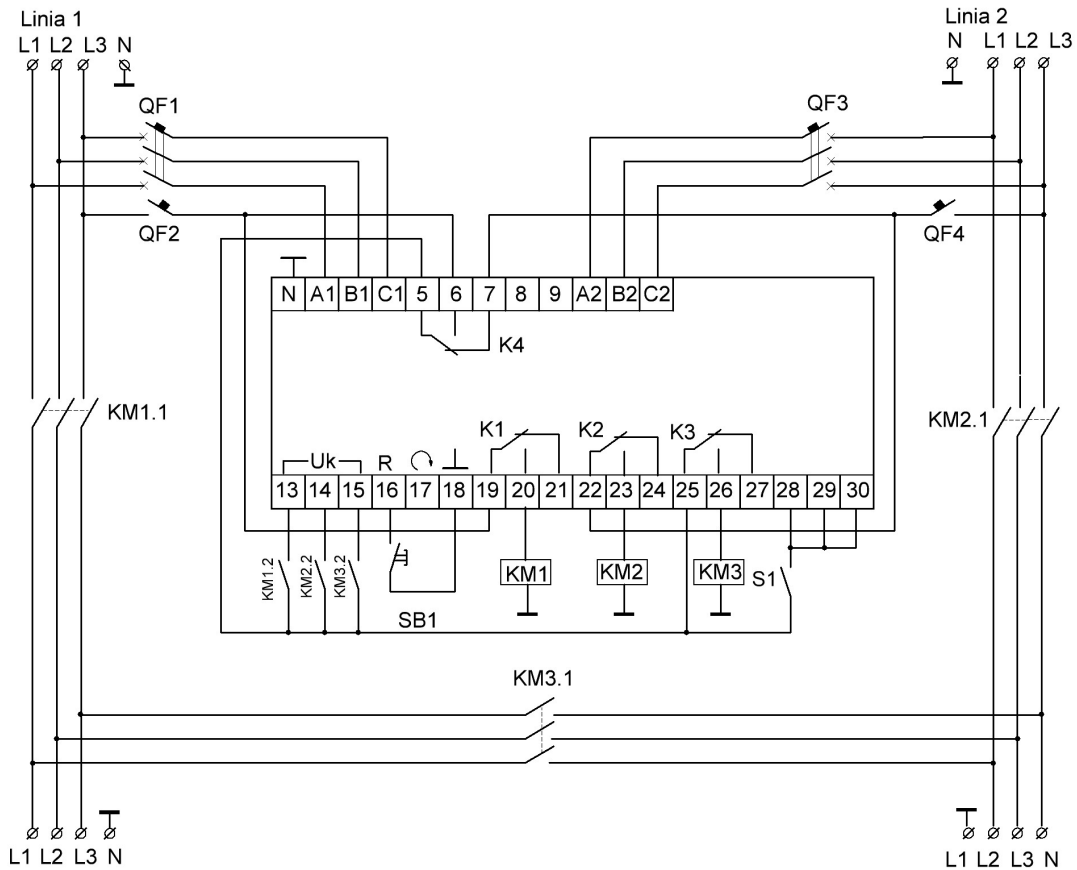 Linia 1
L1 L2 L3 N
Linia 2
N L1 L2 L3
QF1
QF3
QF2
QF4
N A1 B1 C1 5 6 7 8 9 A2 B2 C2
K4
KM1.1
KM2.1
K1 K2 K3
Uk R
13 14 15 16 17 18 19 20 21 22 23 24 25 26 27 28 29 30
KM1.2 KM2.2 KM3.2
KM1 KM2 KM3 S1
SB1
KM3.1
L1 L2 L3 N
L1 L2 L3 N